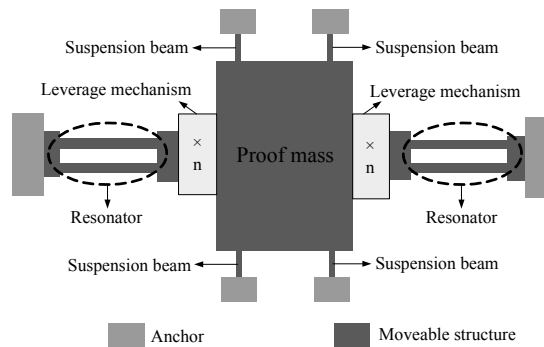 Suspension beam
Suspension beam
Leverage mechanism
Leverage mechanism
×
n
Proof mass
×
n
Resonator
Resonator
Suspension beam
Suspension beam
Anchor
Moveable structure